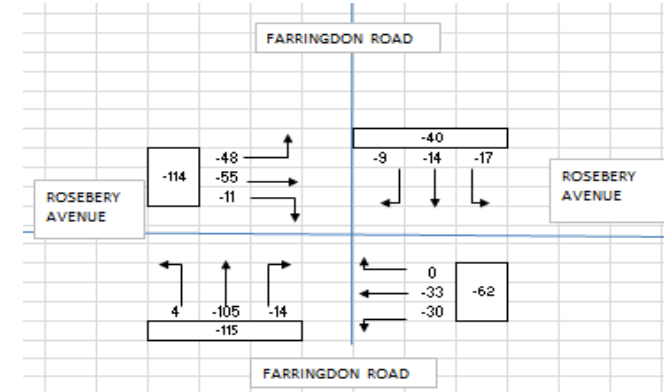 FARRINGDON ROAD
-40
-9 -14 -17
-48
-114 -55
-11
ROSEBERY
AVENUE
ROSEBERY
AVENUE
4 -105 -14
-115
0
-33 -62
-30
FARRINGDON ROAD